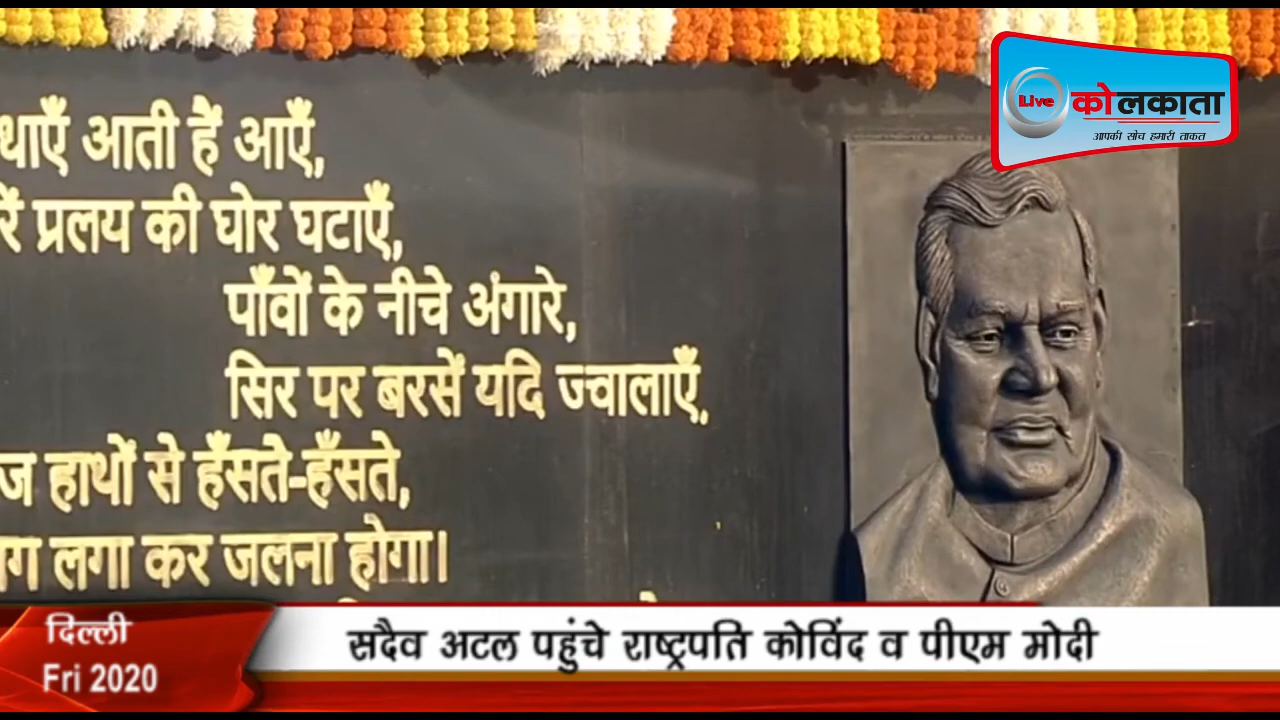 Live कोलकाता
आपकी सोच हमारी ताकत
आती हैं आएँ,
प्रलय की घोर घटाएँ,
पाँवों के नीचे अंगारे,
सिर पर बरसें यदि ज्वालाएँ,
हाथों से हँसते-हँसते,
लगा कर जलना होगा।
दिल्ली
Fri 2020
सदैव अटल पहुंचे राष्ट्रपति कोविंद व पीएम मोदी